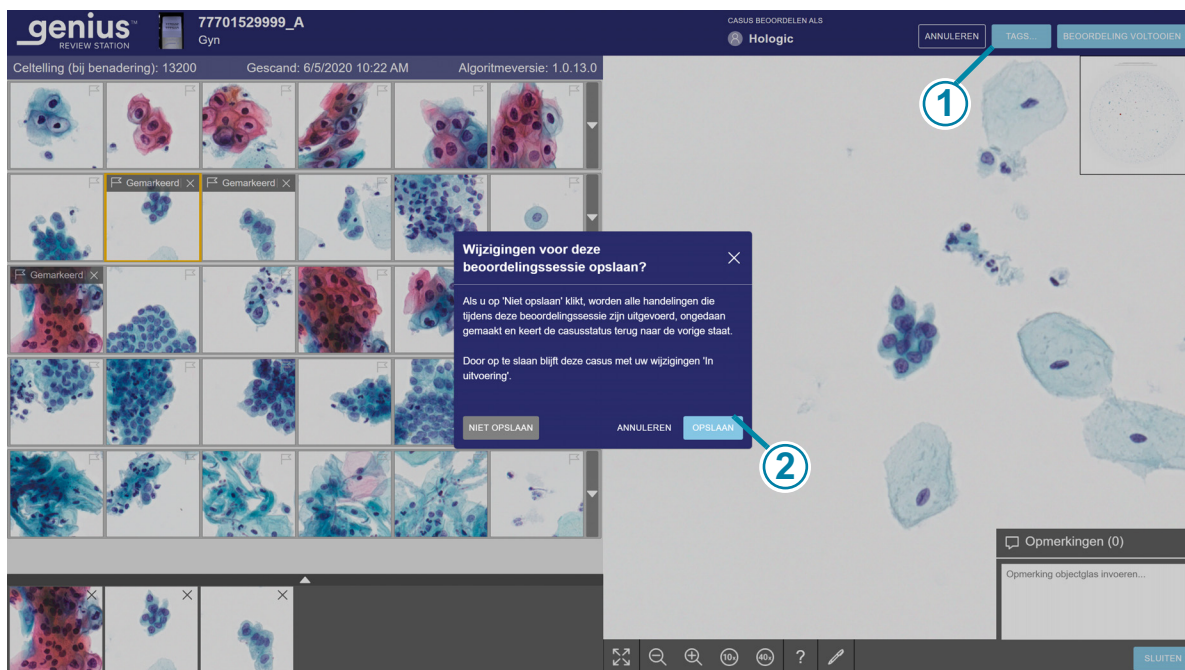 genius™
REVIEW STATION
77701529999_A
Gyn
CASUS BEOORDELEN ALS
Hologic
ANNULEREN
TAGS...
BEOORDELING VOLTOOIEN
Celtelling (bij benadering): 13200
Gescand: 6/5/2020 10:22 AM
Algoritmeversie: 1.0.13.0
1
Gemarkeerd
Gemarkeerd
Gemarkeerd
Wijzigingen voor deze
beoordelingssessie opslaan?
Als u op 'Niet opslaan' klikt, worden alle handelingen die
tijdens deze beoordelingssessie zijn uitgevoerd, ongedaan
gemaakt en keert de casusstatus terug naar de vorige staat.
Door op te slaan blijft deze casus met uw wijzigingen 'In
uitvoering'.
NIET OPSLAAN
ANNULEREN
OPSLAAN
2
Opmerkingen (0)
Opmerking objectglas invoeren...
10x
40x
?
SLUITEN